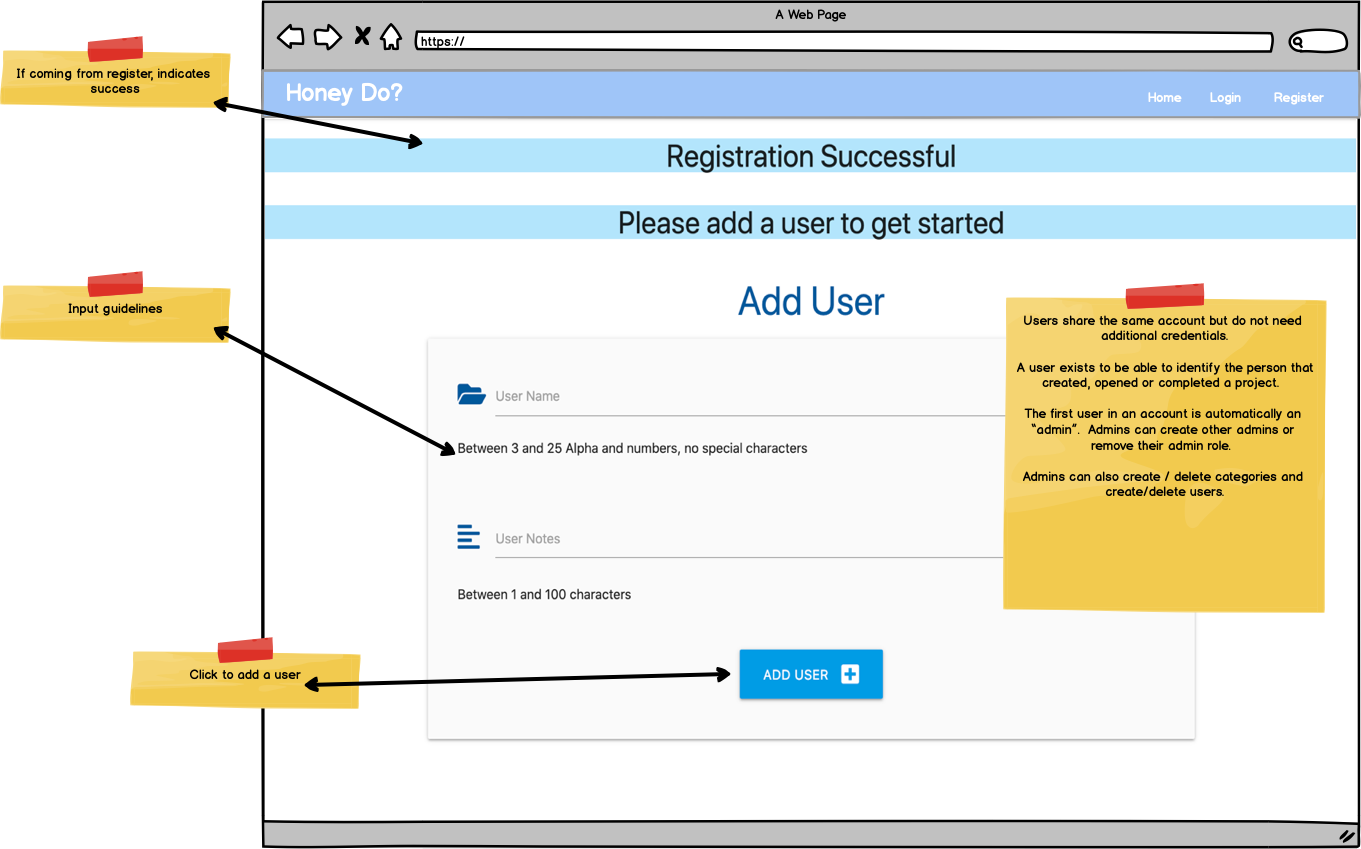 A Web Page
https://
If coming from register, indicates
success
Honey Do?
Home Login Register
Registration Successful
Please add a user to get started
Input guidelines
Add User
Users share the same account but do not need
additional credentials.
A user exists to be able to identify the person that
created, opened or completed a project.
The first user in an account is automatically an
“admin”. Admins can create other admins or
remove their admin role.
Admins can also create / delete categories and
create/delete users.
User Name
Between 3 and 25 Alpha and numbers, no special characters
User Notes
Between 1 and 100 characters
Click to add a user
ADD USER